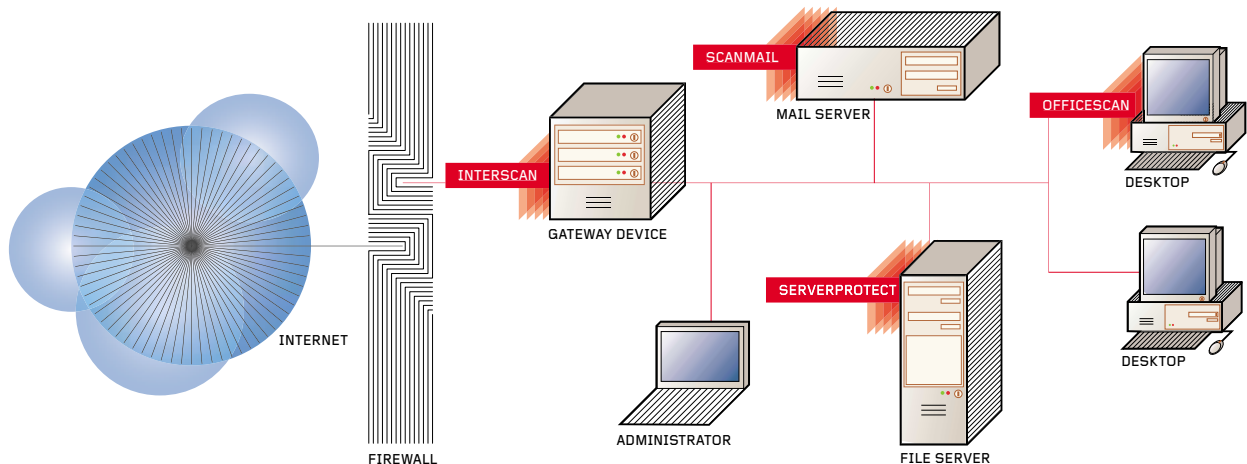 SCANMAIL
MAIL SERVER
OFFICESCAN
DESKTOP
INTERSCAN
GATEWAY DEVICE
SERVERPROTECT
INTERNET
DESKTOP
ADMINISTRATOR
FIREWALL
FILE SERVER